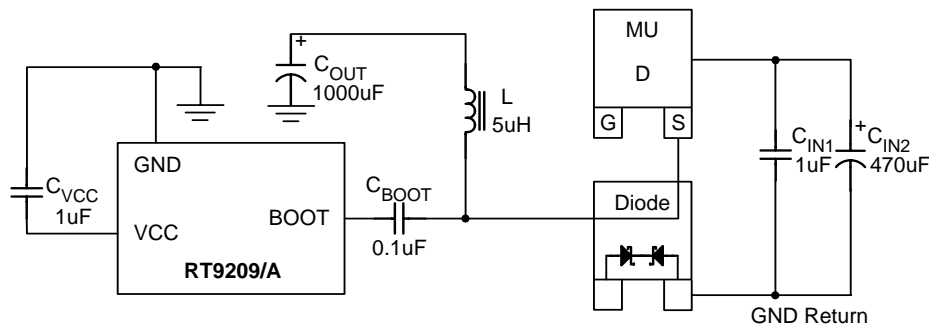 MU
D
G
S
+
C_OUT
1000uF
L
5uH
C_IN1
1uF
+
C_IN2
470uF
GND
C_VCC
1uF
VCC
BOOT
RT9209/A
C_BOOT
0.1uF
Diode
GND Return